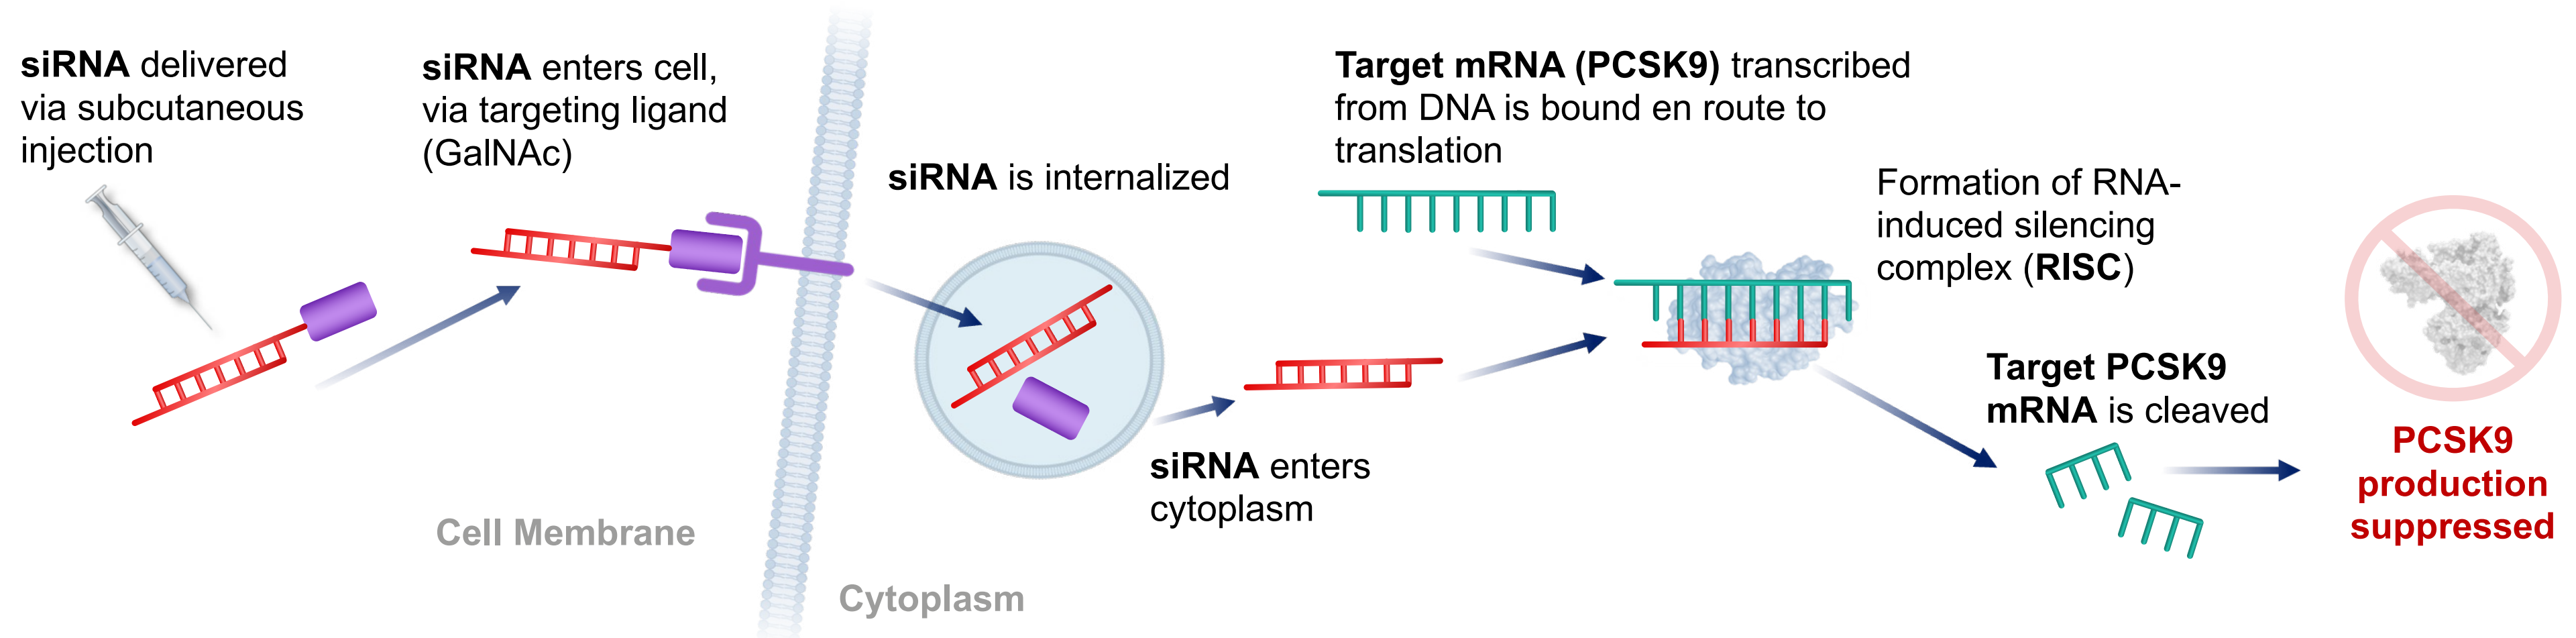 siRNA delivered
via subcutaneous
injection
siRNA enters cell,
via targeting ligand
(GalNAc)
siRNA is internalized
Target mRNA (PCSK9) transcribed
from DNA is bound en route to
translation
Formation of RNA-
induced silencing
complex (RISC)
siRNA enters
cytoplasm
Target PCSK9
mRNA is cleaved
PCSK9
production
suppressed
Cell Membrane
Cytoplasm